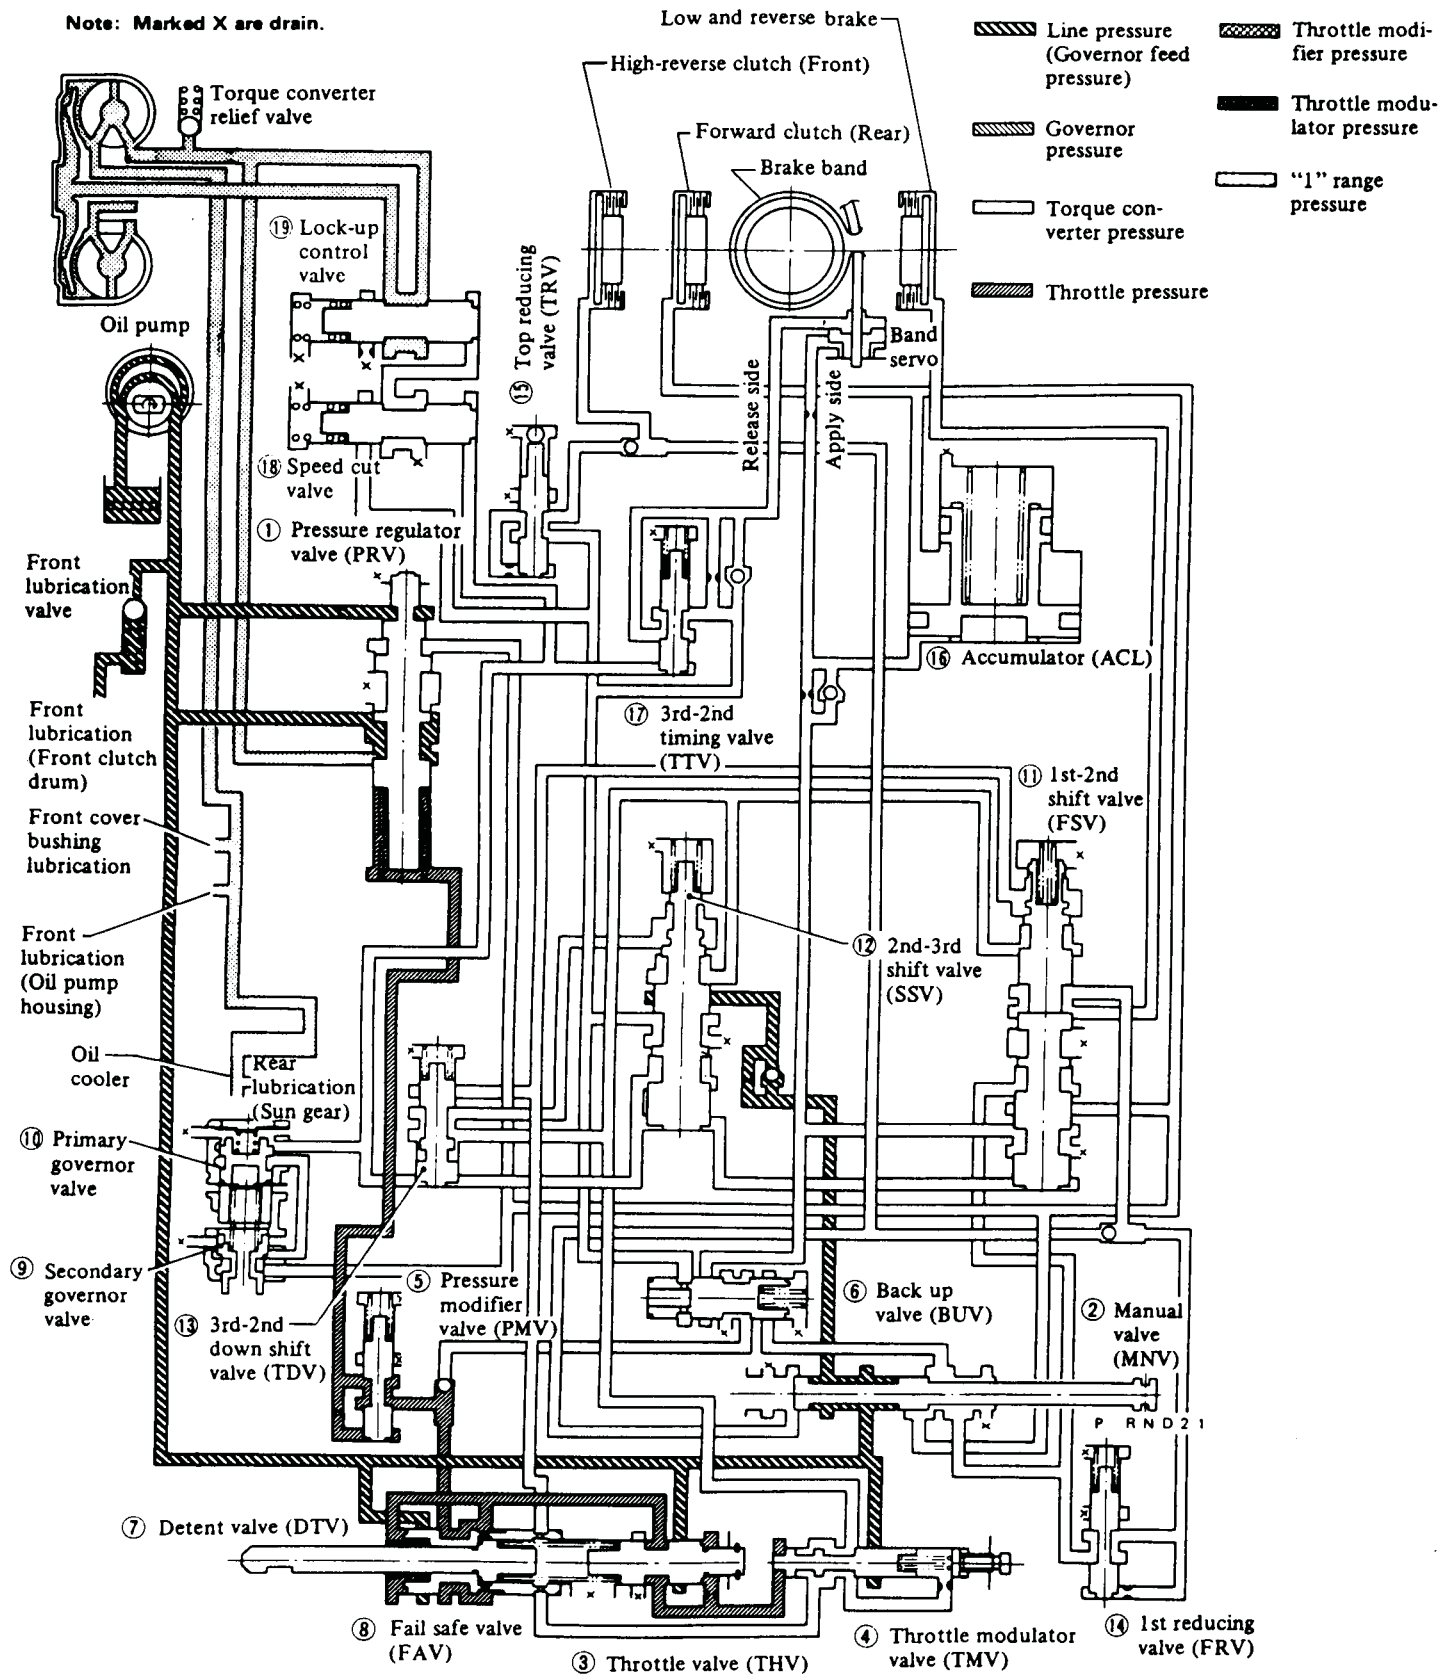 Note: Marked X are drain.
Low and reverse brake
High-reverse clutch (Front)
Torque converter
relief valve
Forward clutch (Rear)
Brake band
Line pressure
(Governor feed
pressure)
Throttle modi-
fier pressure
Governor
pressure
Throttle modu-
lator pressure
Torque con-
verter pressure
"1" range
pressure
Throttle pressure
⑲ Lock-up
control
valve
Oil pump
⑮ Top reducing
valve (TRV)
Band
servo
Release side
Apply side
⑱ Speed cut
valve
① Pressure regulator
valve (PRV)
Front
lubrication
valve
⑯ Accumulator (ACL)
Front
lubrication
(Front clutch
drum)
⑰ 3rd-2nd
timing valve
(TTV)
⑪ 1st-2nd
shift valve
(FSV)
Front cover
bushing
lubrication
Front
lubrication
(Oil pump
housing)
⑫ 2nd-3rd
shift valve
(SSV)
Oil
cooler
Rear
lubrication
(Sun gear)
⑩ Primary
governor
valve
⑨ Secondary
governor
valve
⑤ Pressure
modifier
valve (PMV)
⑥ Back up
valve (BUV)
② Manual
valve
(MNV)
⑬ 3rd-2nd
down shift
valve (TDV)
P R N D 2 1
⑦ Detent valve (DTV)
⑧ Fail safe valve
(FAV)
③ Throttle valve (THV)
④ Throttle modulator
valve (TMV)
⑭ 1st reducing
valve (FRV)